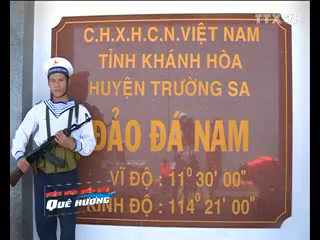 TTX
C.H.X.H.C.N.VIỆT NAM
TỈNH KHÁNH HÒA
HUYỆN TRƯỜNG SA
ĐẢO ĐÁ NAM
VĨ ĐỘ : 11° 30' 00"
KINH ĐỘ : 114° 21' 00"
QUÊ HƯƠNG